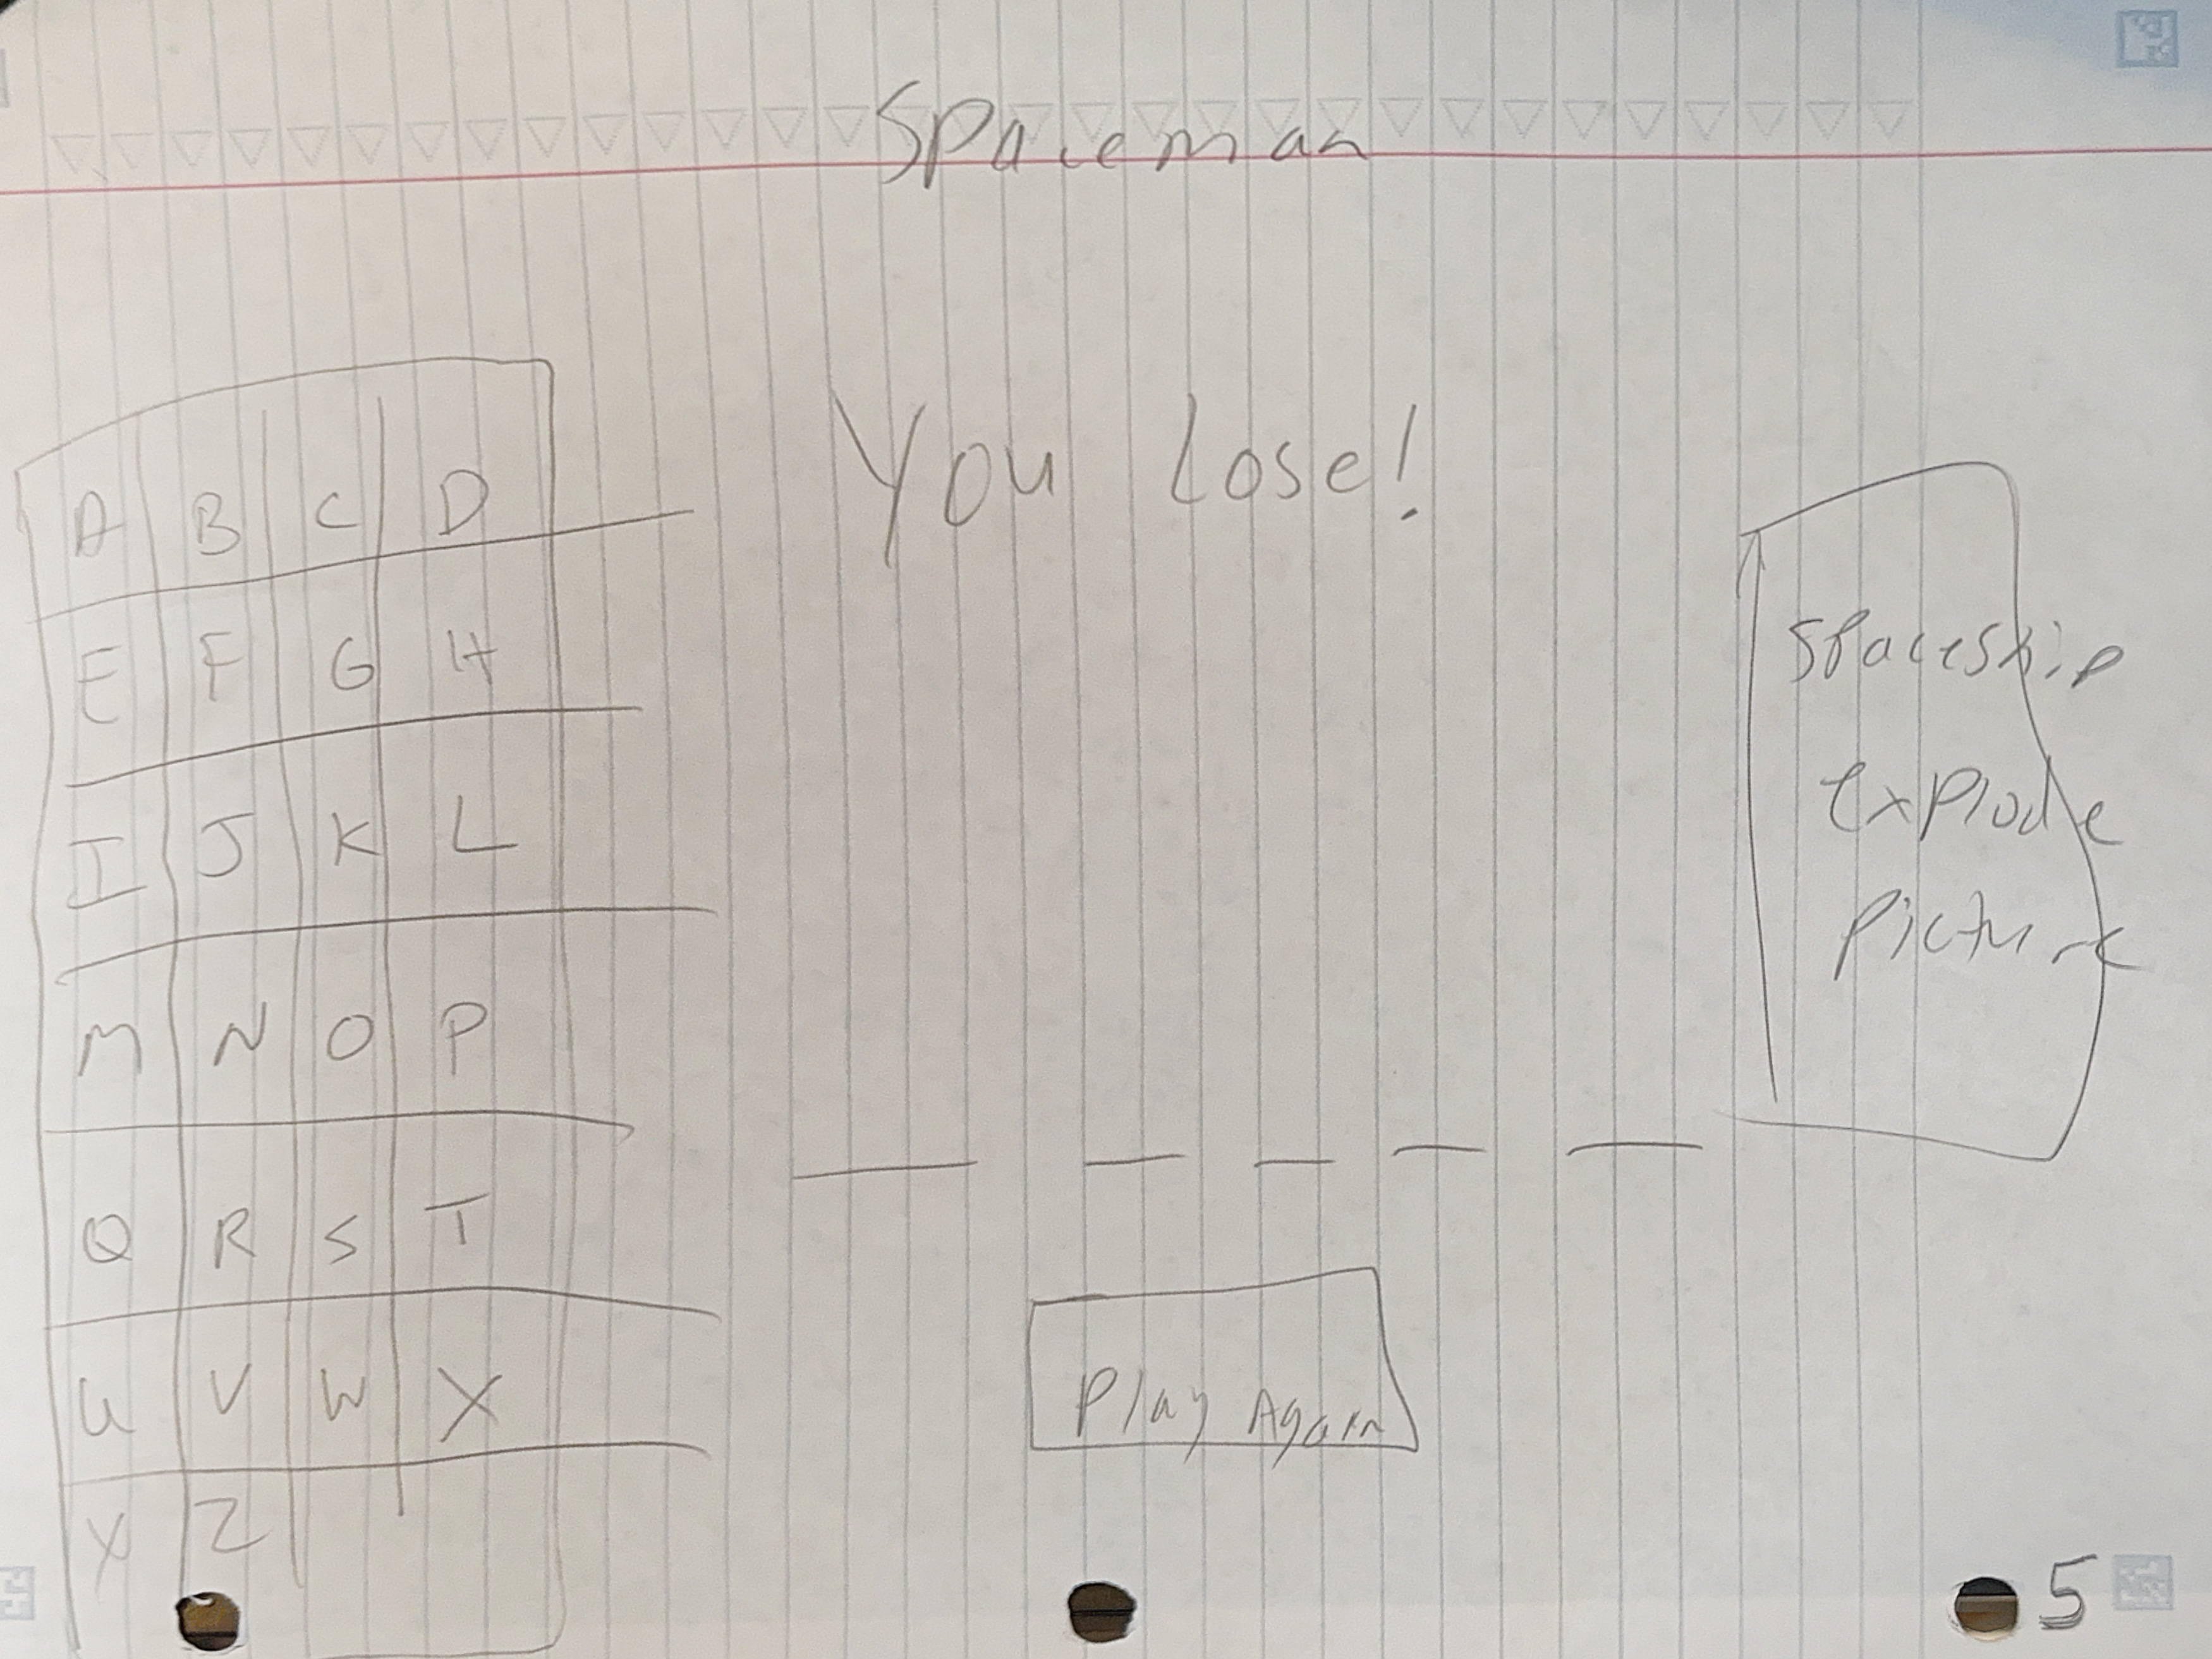 Spaceman
You Lose!
A B C D
E F G H
I J K L
M N O P
Q R S T
U V W X
Y Z
Spaceship
explode
picture
Play Again
5